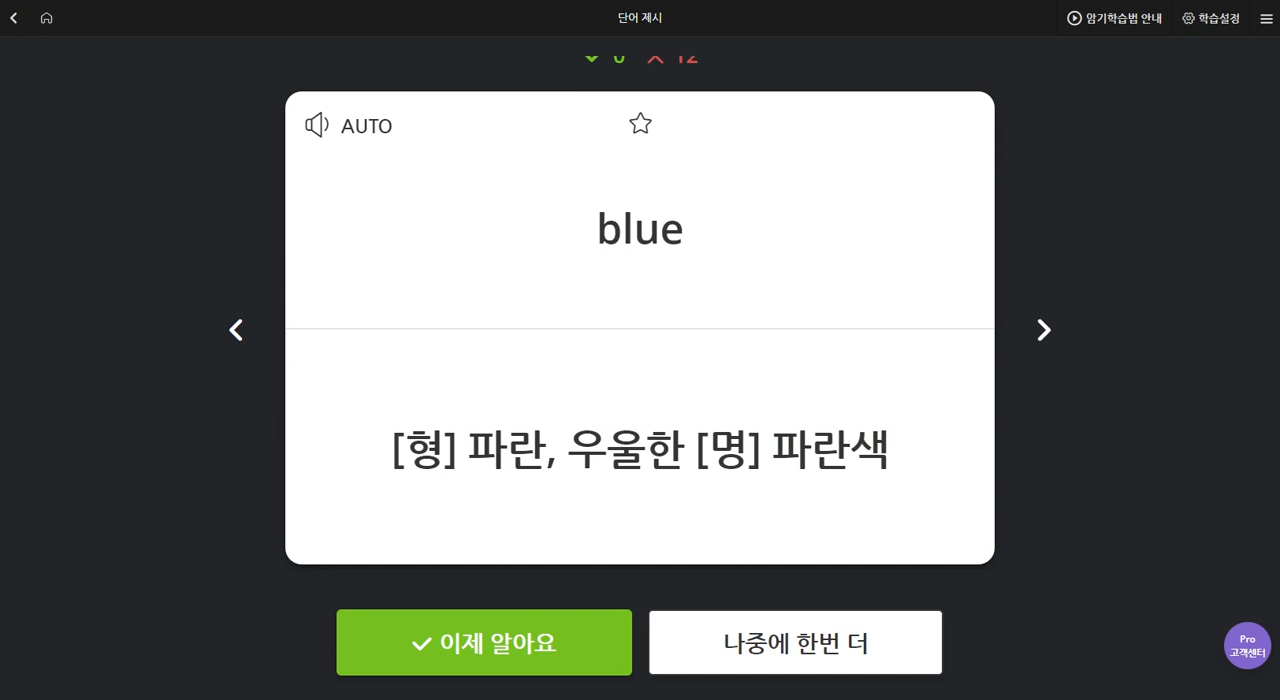 단어 제시
암기학습법 안내
학습설정
AUTO
blue
[형] 파란, 우울한 [명] 파란색
이제 알아요
나중에 한번 더
Pro
고객센터